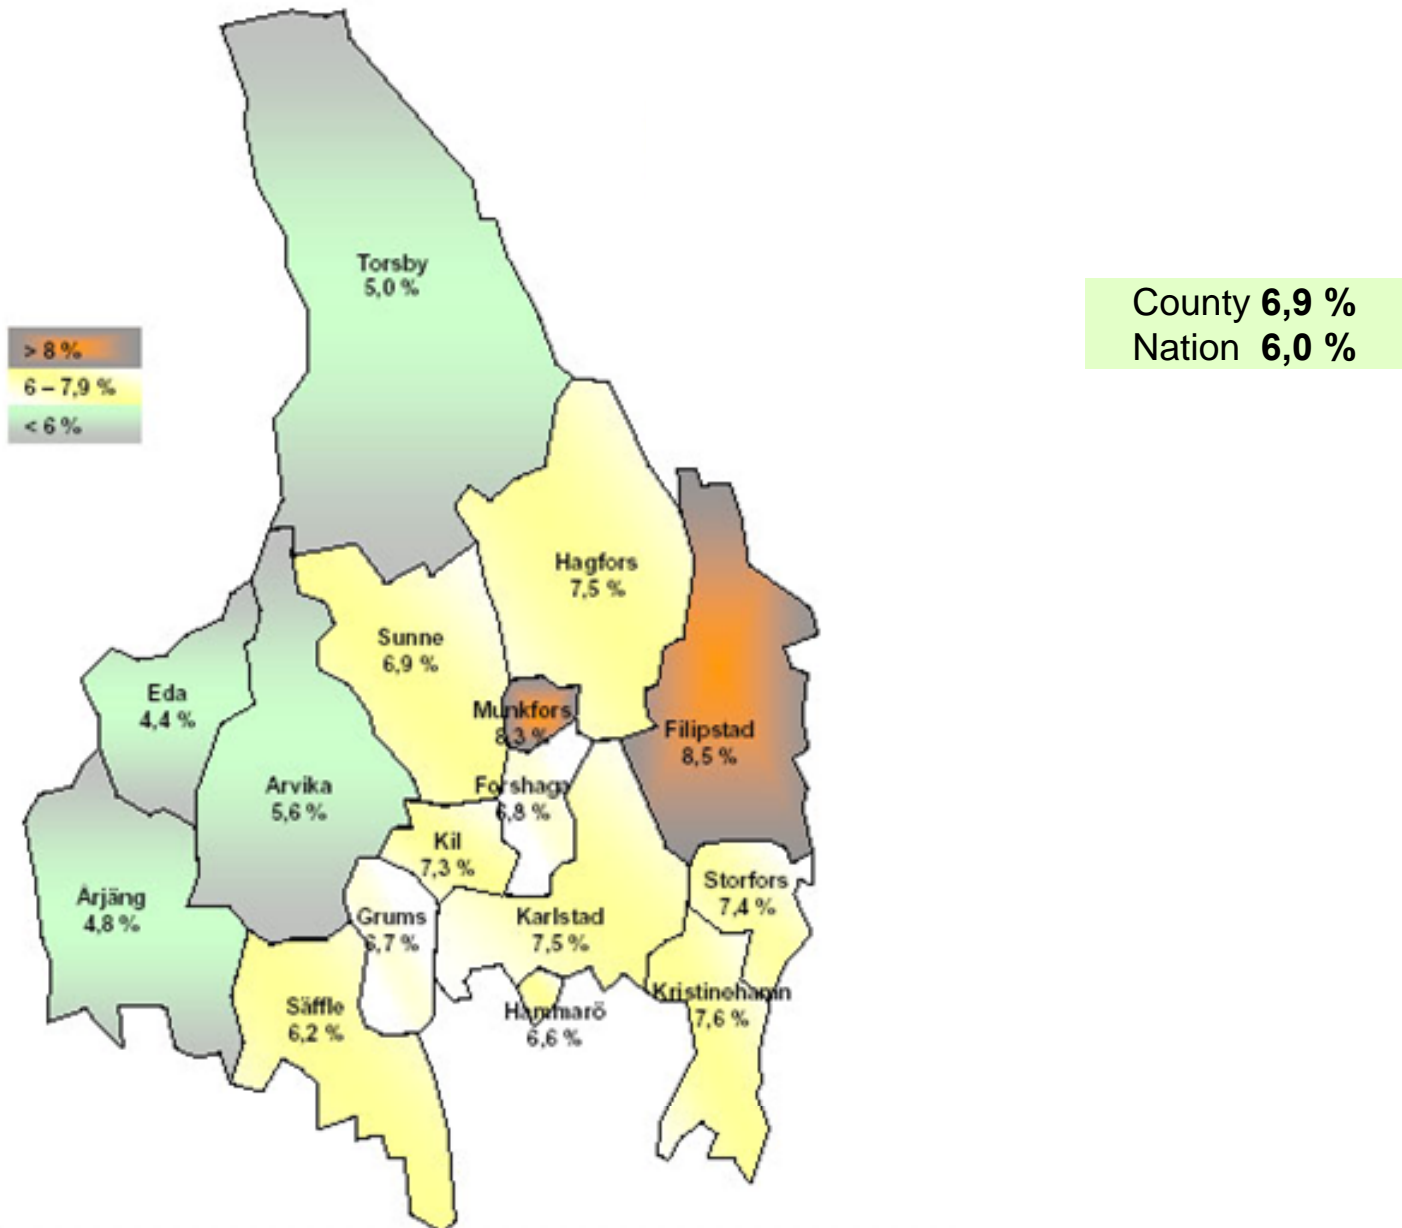 Torsby
5,0 %
County 6,9 %
Nation 6,0 %
> 8 %
6 – 7,9 %
< 6 %
Hagfors
7,5 %
Sunne
6,9 %
Eda
4,4 %
Munkfors
8,3 %
Filipstad
8,5 %
Arvika
5,6 %
Forshaga
6,8 %
Kil
7,3 %
Storfors
7,4 %
Årjäng
4,8 %
Grums
6,7 %
Karlstad
7,5 %
Kristinehamn
7,6 %
Säffle
6,2 %
Hammarö
6,6 %